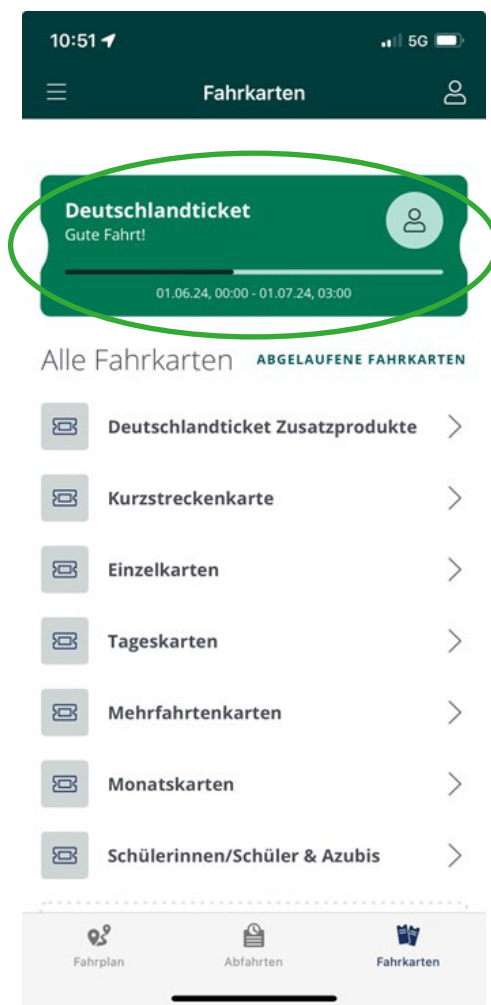 10:51 5G
Fahrkarten
Deutschlandticket
Gute Fahrt!
01.06.24, 00:00 - 01.07.24, 03:00
Alle Fahrkarten ABGELAUFENE FAHRKARTEN
Deutschlandticket Zusatzprodukte
Kurzstreckenkarte
Einzelkarten
Tageskarten
Mehrfahrtenkarten
Monatskarten
Schülerinnen/Schüler & Azubis
Fahrplan Abfahrten Fahrkarten